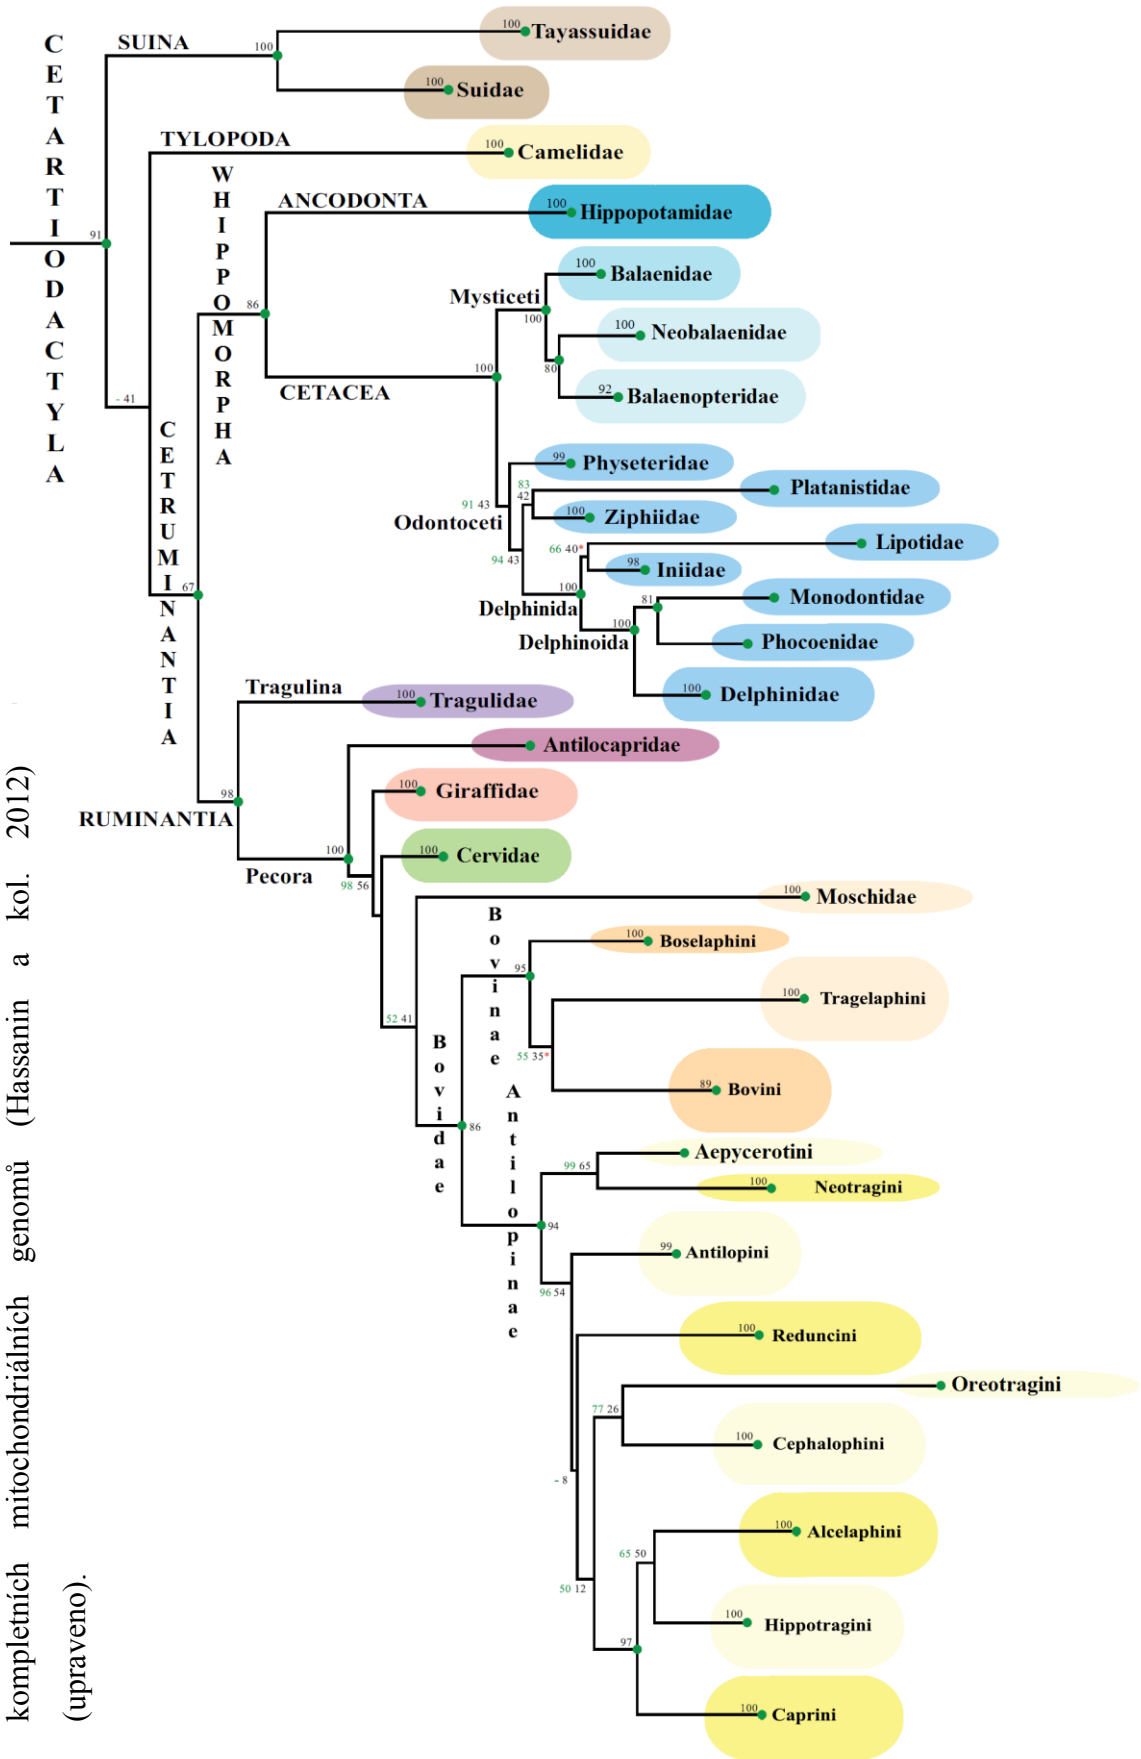 CETARTIODACTYLA
SUINA
100
100
Tayassuidae
100
Suidae
TYLOPODA
100
Camelidae
WHIPPOMORPHA
ANCODONTA
100
Hippopotamidae
91
86
100
Balaenidae
Mysticeti
100
100
Neobalaenidae
80
100
CETACEA
92
Balaenopteridae
- 41
CETRUMINANTIA
99
Physeteridae
83
42
Platanistidae
91 43
Odontoceti
100
Ziphiidae
66 40*
Lipotidae
94 43
98
Iniidae
67
100
Delphinida
81
Monodontidae
100
Delphinoida
Phocoenidae
100
Delphinidae
Tragulina
100
Tragulidae
Antilocapridae
98
RUMINANTIA
100
Giraffidae
100
Pecora
98 56
100
Cervidae
100
Moschidae
Bovinae
100
Boselaphini
95
100
Tragelaphini
52 41
Bovidae
55 35*
89
Bovini
Antilopinae
86
Aepycerotini
99 65
100
Neotragini
94
99
Antilopini
96 54
100
Reduncini
Oreotragini
77 26
100
Cephalophini
- 8
100
Alcelaphini
65 50
50 12
100
Hippotragini
97
100
Caprini
kompletních mitochondriálních genomů (Hassanin a kol. 2012)
(upraveno).